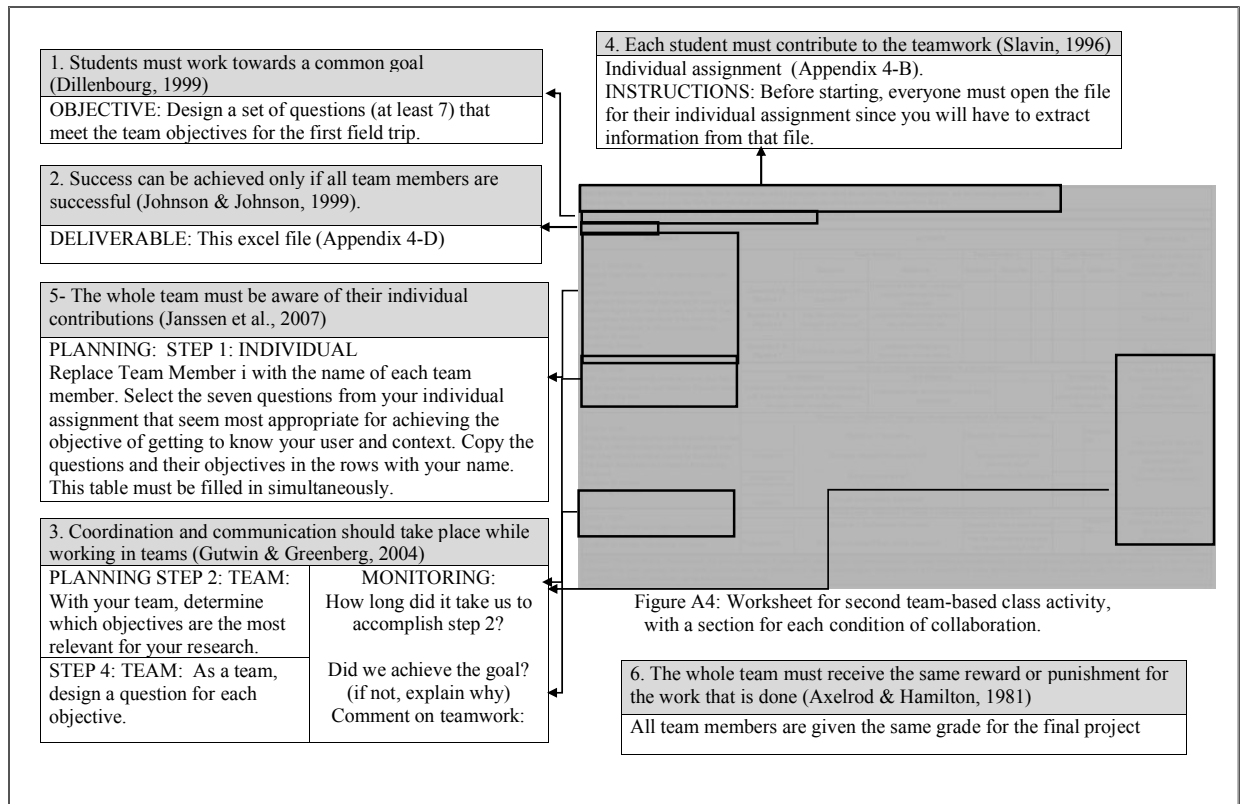 1. Students must work towards a common goal
(Dillenbourg, 1999)
OBJECTIVE: Design a set of questions (at least 7) that
meet the team objectives for the first field trip.
2. Success can be achieved only if all team members are
successful (Johnson & Johnson, 1999).
DELIVERABLE: This excel file (Appendix 4-D)
5- The whole team must be aware of their individual
contributions (Janssen et al., 2007)
PLANNING: STEP 1: INDIVIDUAL
Replace Team Member i with the name of each team
member. Select the seven questions from your individual
assignment that seem most appropriate for achieving the
objective of getting to know your user and context. Copy the
questions and their objectives in the rows with your name.
This table must be filled in simultaneously.
3. Coordination and communication should take place while
working in teams (Gutwin & Greenberg, 2004)
PLANNING STEP 2: TEAM:
With your team, determine
which objectives are the most
relevant for your research.
STEP 4: TEAM: As a team,
design a question for each
objective.
MONITORING:
How long did it take us to
accomplish step 2?
Did we achieve the goal?
(if not, explain why)
Comment on teamwork:
4. Each student must contribute to the teamwork (Slavin, 1996)
Individual assignment (Appendix 4-B).
INSTRUCTIONS: Before starting, everyone must open the file
for their individual assignment since you will have to extract
information from that file.
Figure A4: Worksheet for second team-based class activity,
with a section for each condition of collaboration.
6. The whole team must receive the same reward or punishment for
the work that is done (Axelrod & Hamilton, 1981)
All team members are given the same grade for the final project